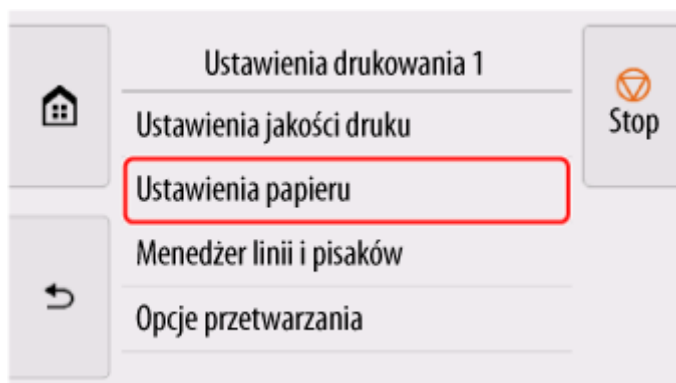 Ustawienia drukowania 1
Stop
Ustawienia jakości druku
Ustawienia papieru
Menedżer linii i pisaków
Opcje przetwarzania